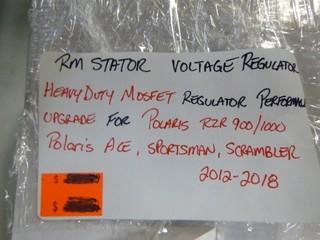 RM STATOR VOLTAGE REGULATOR
HEAVY DUTY MOSFET REGULATOR PERFORMA
UPGRADE FOR POLARIS RZR 900/1000
Polaris ACE, SPORTSMAN, SCRAMBLER
2012-2018
$
$